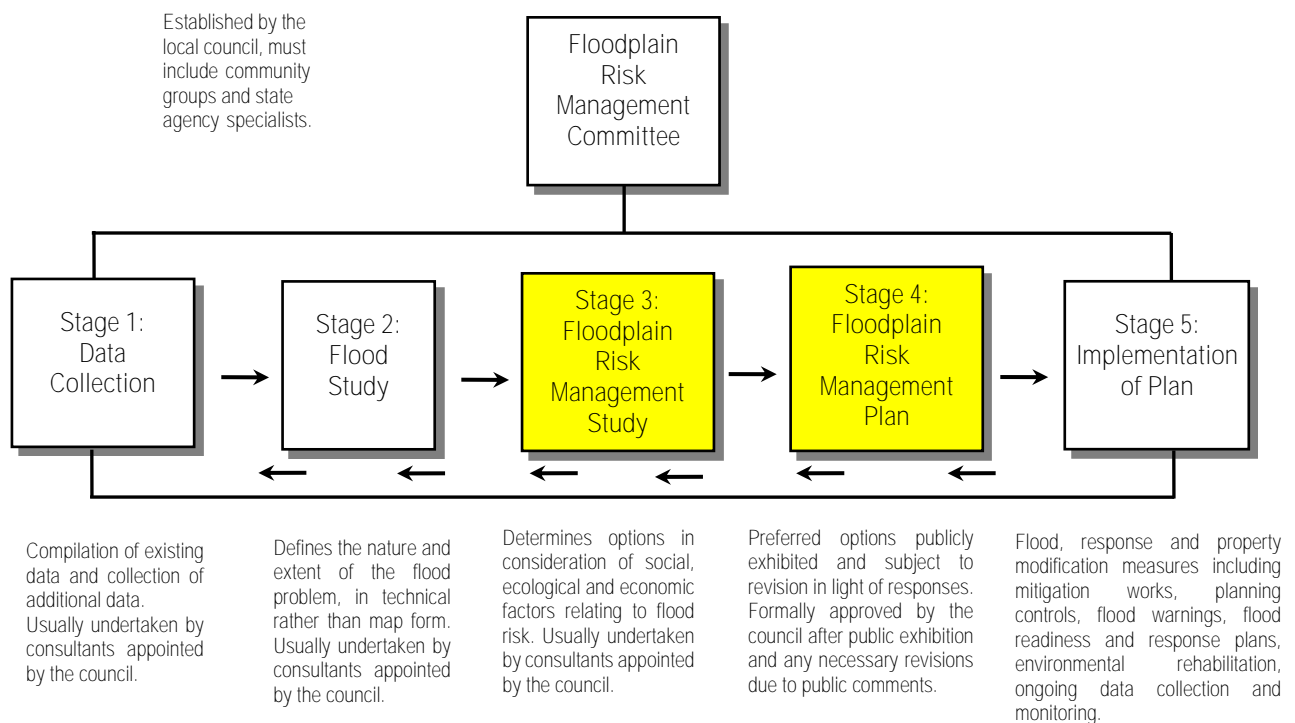 Established by the
local council, must
include community
groups and state
agency specialists.
Floodplain
Risk
Management
Committee
Stage 1:
Data
Collection
Stage 2:
Flood
Study
Stage 3:
Floodplain
Risk
Management
Study
Stage 4:
Floodplain
Risk
Management
Plan
Stage 5:
Implementation
of Plan
Compilation of existing
data and collection of
additional data.
Usually undertaken by
consultants appointed
by the council.
Defines the nature and
extent of the flood
problem, in technical
rather than map form.
Usually undertaken by
consultants appointed
by the council.
Determines options in
consideration of social,
ecological and economic
factors relating to flood
risk. Usually undertaken
by consultants appointed
by the council.
Preferred options publicly
exhibited and subject to
revision in light of responses.
Formally approved by the
council after public exhibition
and any necessary revisions
due to public comments.
Flood, response and property
modification measures including
mitigation works, planning
controls, flood warnings, flood
readiness and response plans,
environmental rehabilitation,
ongoing data collection and
monitoring.